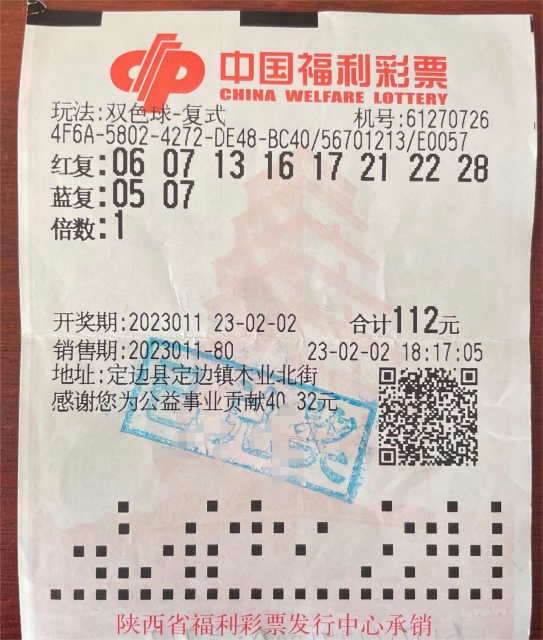 中国福利彩票
CHINA WELFARE LOTTERY
玩法:双色球-复式 机号:61270726
4F6A-5802-4272-DE48-BC40/56701213/E0057
红复:06 07 13 16 17 21 22 28
蓝复:05 07
倍数:1
开奖期:2023011 23-02-02 合计112元
销售期:2023011-80 23-02-02 18:17:05
地址:定边县定边镇木业北街
感谢您为公益事业贡献40.32元
已兑奖
陕西省福利彩票发行中心承销